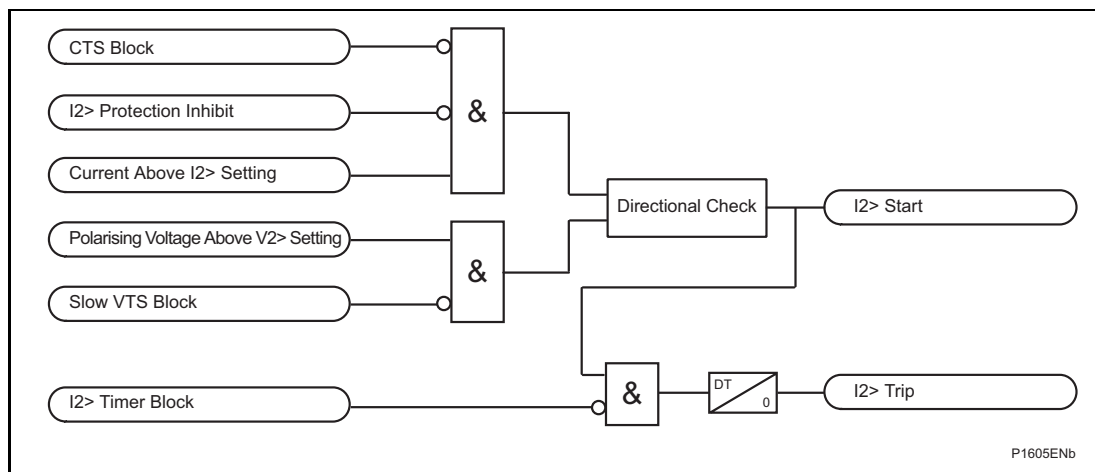 CTS Block
I2> Protection Inhibit
&
Current Above I2> Setting
Directional Check
I2> Start
Polarising Voltage Above V2> Setting
&
Slow VTS Block
I2> Timer Block
&
DT
0
I2> Trip
P1605ENb